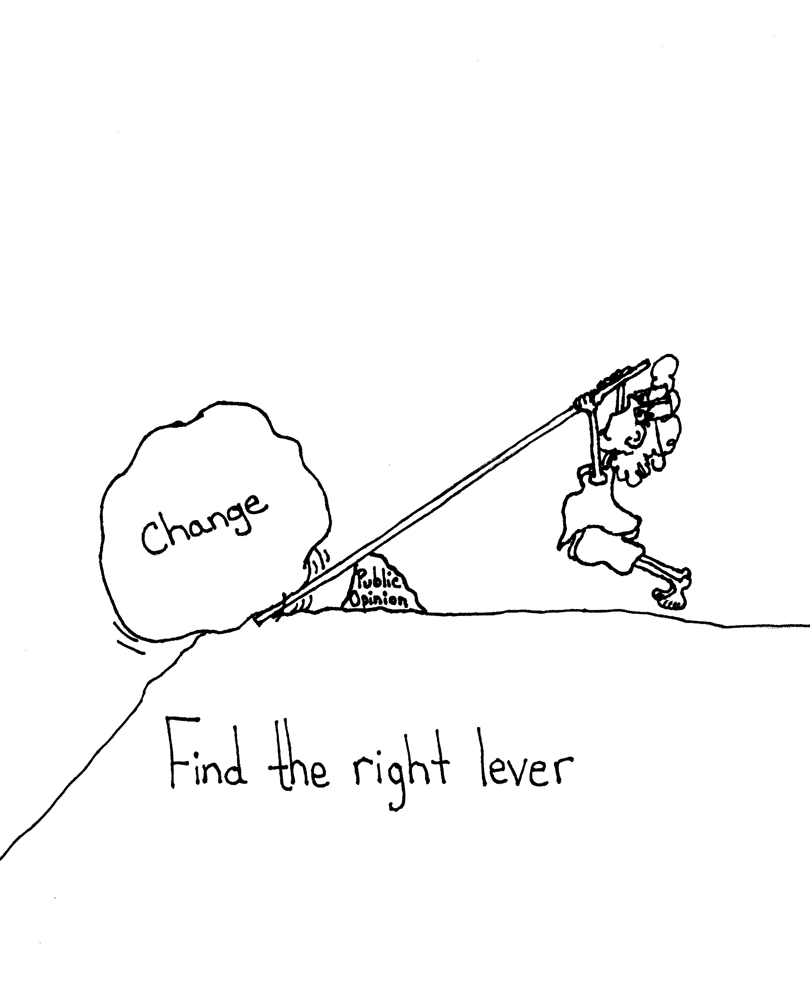 Change
Public
Opinion
Find the right lever